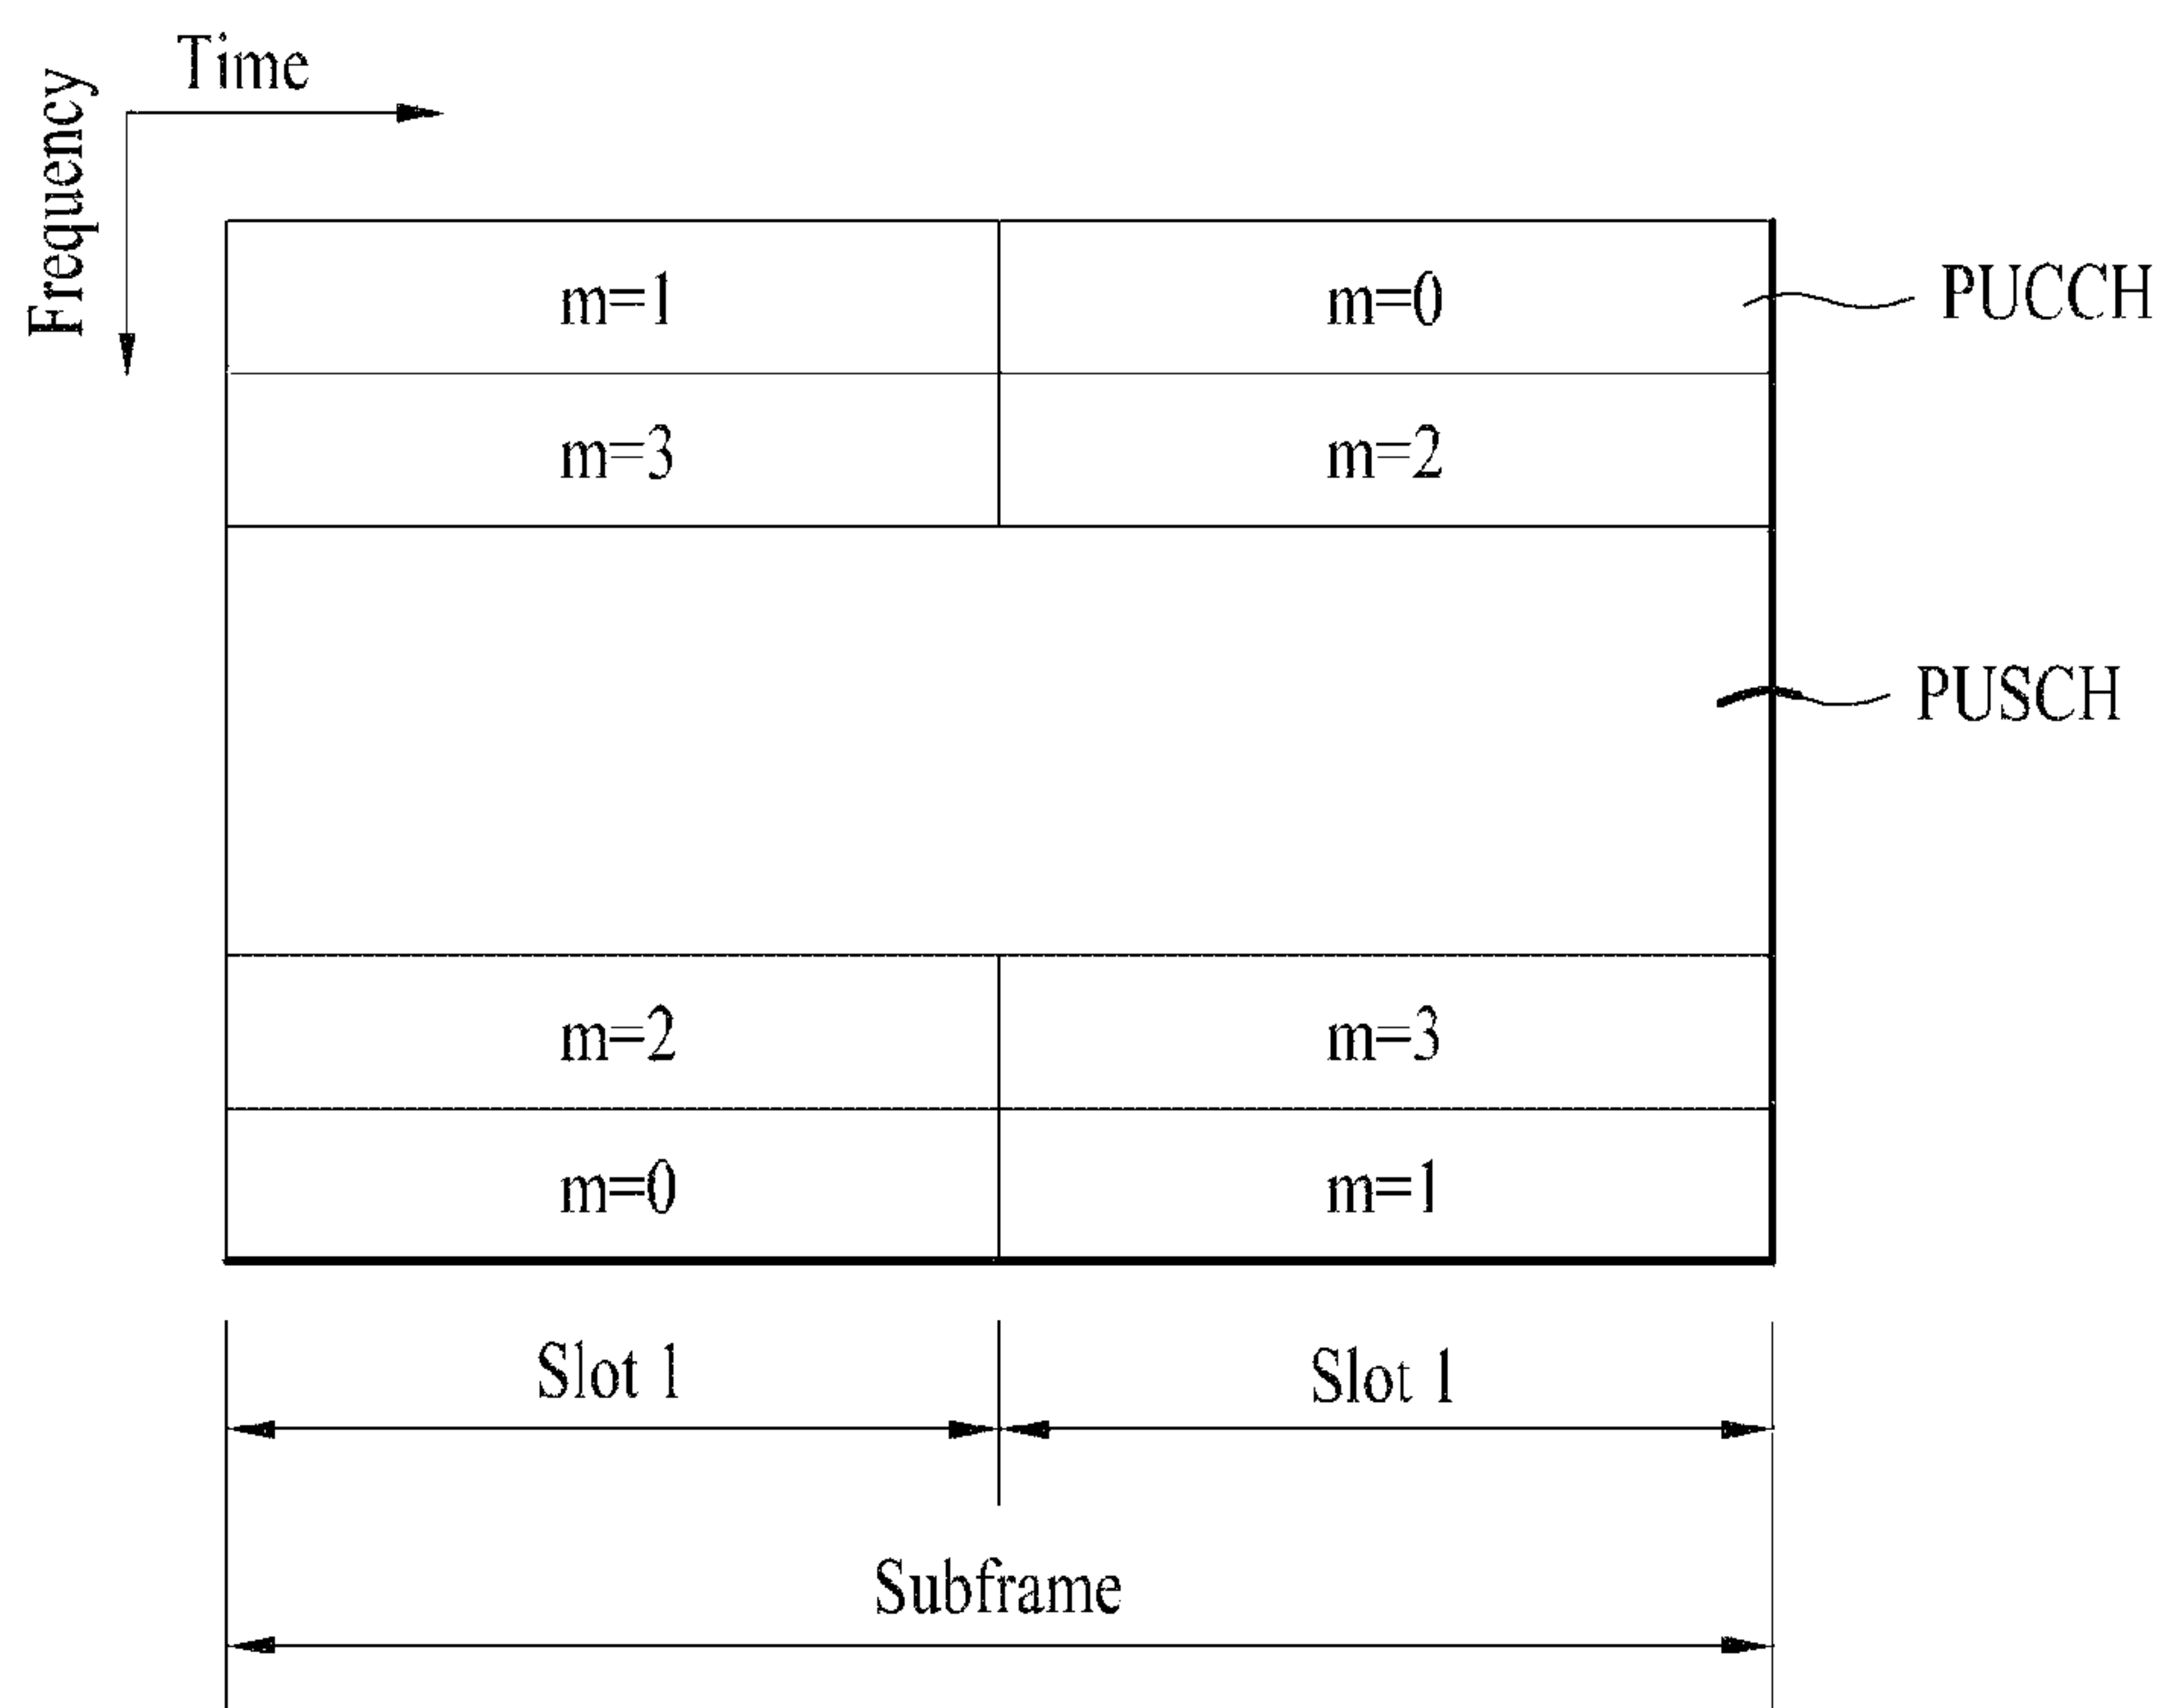 Time
Frequency
m=1
m=0
PUCCH
m=3
m=2
PUSCH
m=2
m=3
m=0
m=1
Slot 1
Slot 1
Subframe